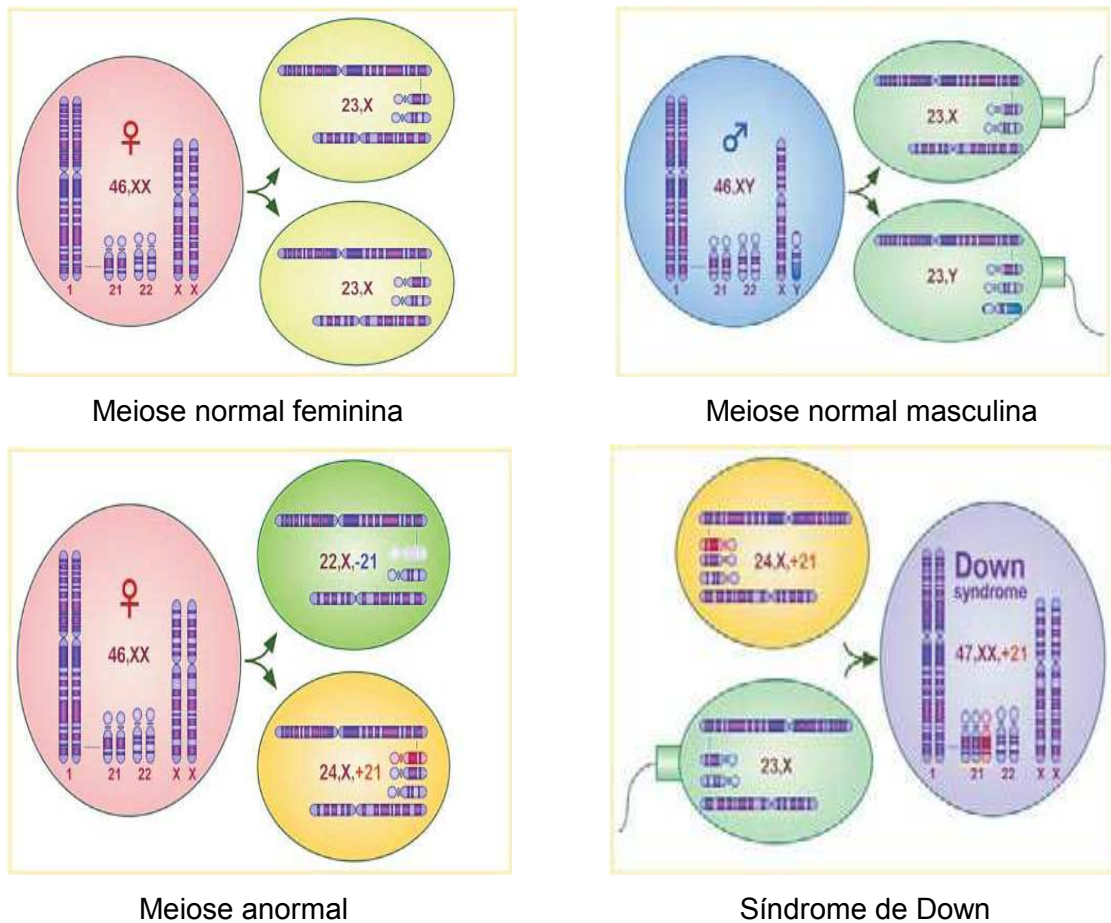 ♀
46,XX
1
21
22
X X
23,X
23,X
Meiose normal feminina
♂
46,XY
1
21
22
X
Y
23,X
23,Y
Meiose normal masculina
♀
46,XX
1
21
22
X X
22,X,-21
24,X,+21
Meiose anormal
24,X,+21
23,X
Down
syndrome
47,XX,+21
1
21
22
X X
Síndrome de Down